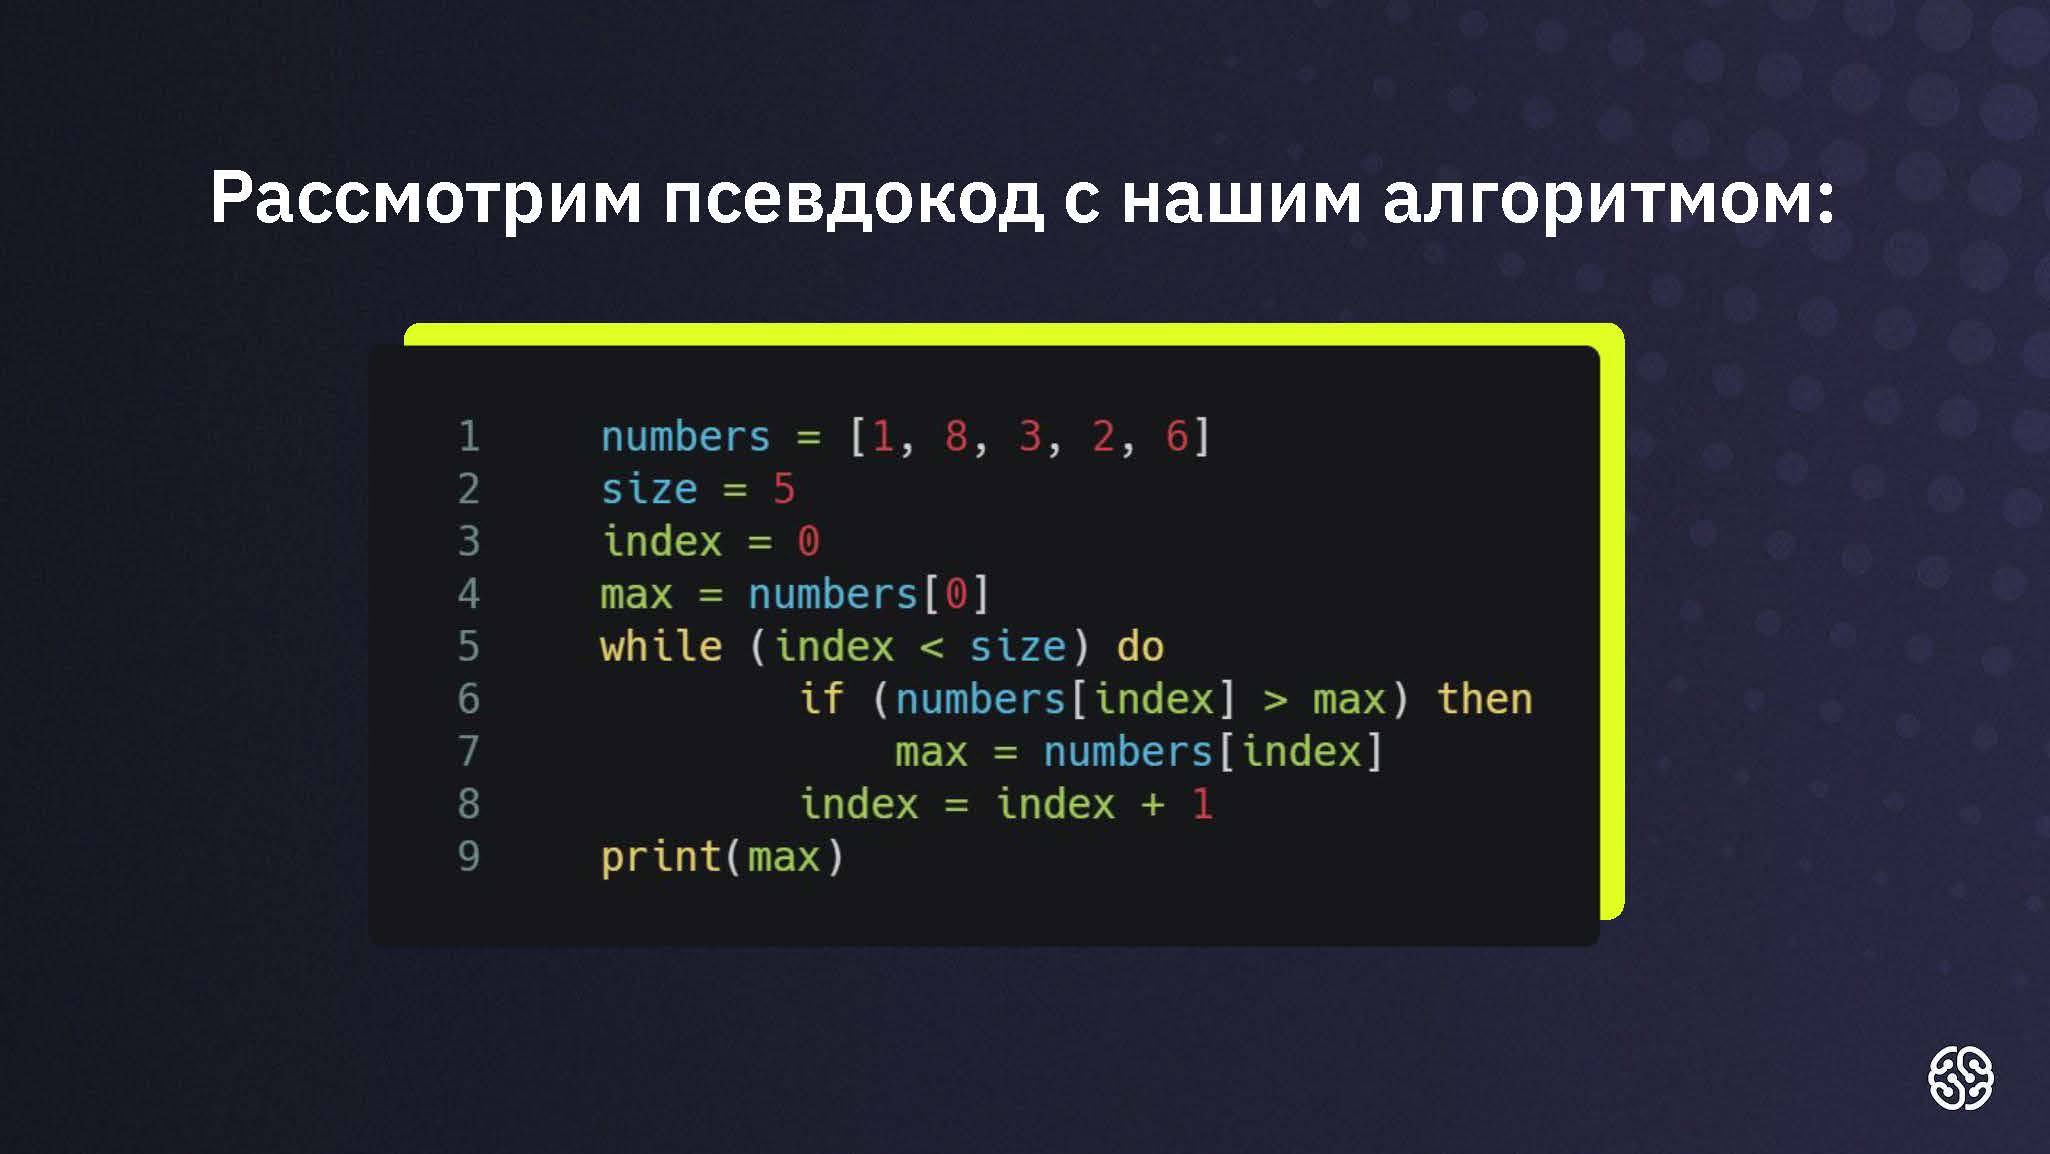 Рассмотрим псевдокод с нашим алгоритмом:
1 numbers = [1, 8, 3, 2, 6]
2 size = 5
3 index = 0
4 max = numbers[0]
5 while (index < size) do
6 if (numbers[index] > max) then
7 max = numbers[index]
8 index = index + 1
9 print(max)